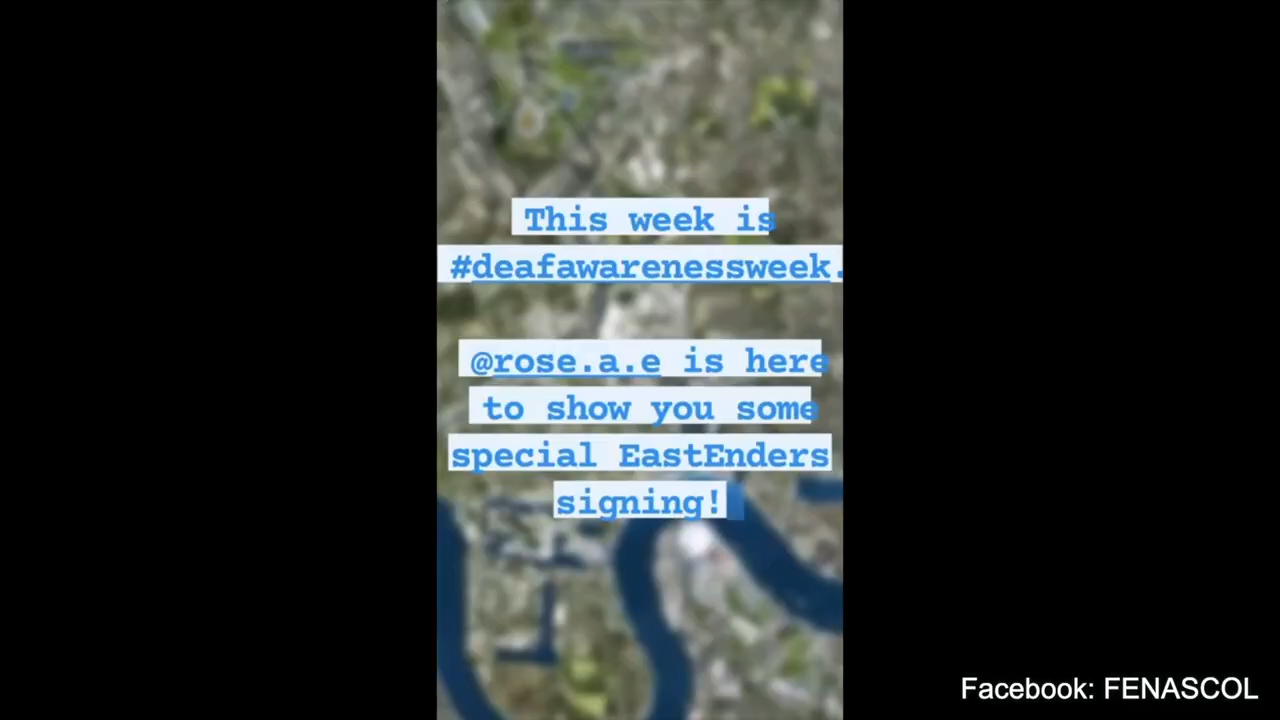 This week is
#deafawarenessweek.
@rose.a.e is here
to show you some
special EastEnders
signing!
Facebook: FENASCOL